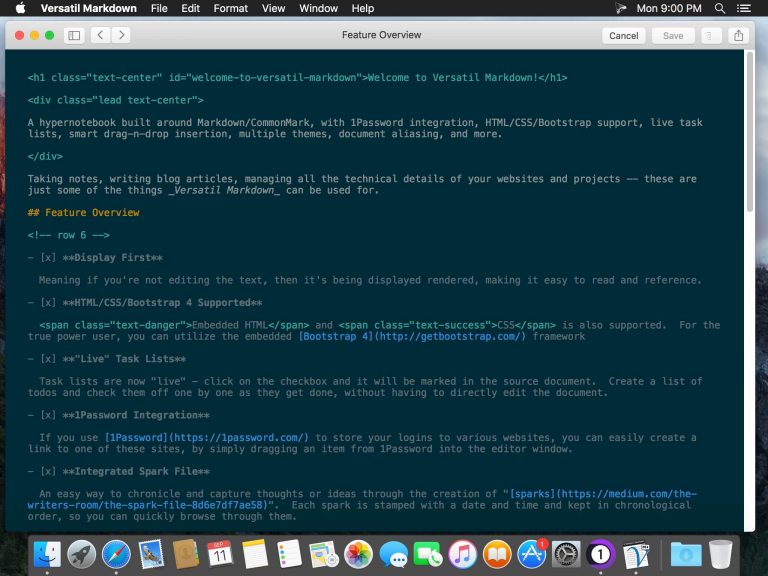 Versatil Markdown File Edit Format View Window Help Mon 9:00 PM
Feature Overview Cancel Save
<h1 class="text-center" id="welcome-to-versatil-markdown">Welcome to Versatil Markdown!</h1>
<div class="lead text-center">
A hypernotebook built around Markdown/CommonMark, with 1Password integration, HTML/CSS/Bootstrap support, live task
lists, smart drag-n-drop insertion, multiple themes, document aliasing, and more.
</div>
Taking notes, writing blog articles, managing all the technical details of your websites and projects –– these are
just some of the things _Versatil Markdown_ can be used for.
## Feature Overview
<!-- row 6 -->
- [x] **Display First**
Meaning if you're not editing the text, then it's being displayed rendered, making it easy to read and reference.
- [x] **HTML/CSS/Bootstrap 4 Supported**
<span class="text-danger">Embedded HTML</span> and <span class="text-success">CSS</span> is also supported.  For the
true power user, you can utilize the embedded [Bootstrap 4](http://getbootstrap.com/) framework
- [x] **"Live" Task Lists**
Task lists are now "live" - click on the checkbox and it will be marked in the source document.  Create a list of
todos and check them off one by one as they get done, without having to directly edit the document.
- [x] **1Password Integration**
If you use [1Password](https://1password.com/) to store your logins to various websites, you can easily create a
link to one of these sites, by simply dragging an item from 1Password into the editor window.
- [x] **Integrated Spark File**
An easy way to chronicle and capture thoughts or ideas through the creation of "[sparks](https://medium.com/the-
writers-room/the-spark-file-8d6e7df7ae58)".  Each spark is stamped with a date and time and kept in chronological
order, so you can quickly browse through them.
SEP
11
1
1